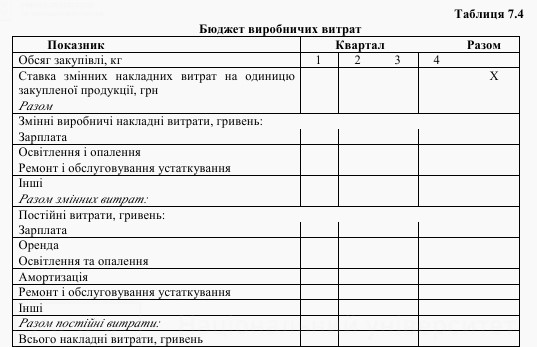 Таблиця 7.4
Бюджет виробничих витрат
Показник Квартал Разом
Обсяг закупівлі, кг 1 2 3 4
Ставка змінних накладних витрат на одиницю X
закупленої продукції, грн
Разом
Змінні виробничі накладні витрати, гривень:
Зарплата
Освітлення і опалення
Ремонт і обслуговування устаткування
Інші
Разом змінних витрат:
Постійні витрати, гривень:
Зарплата
Оренда
Освітлення та опалення
Амортизація
Ремонт і обслуговування устаткування
Інші
Разом постійні витрати:
Всього накладні витрати, гривень